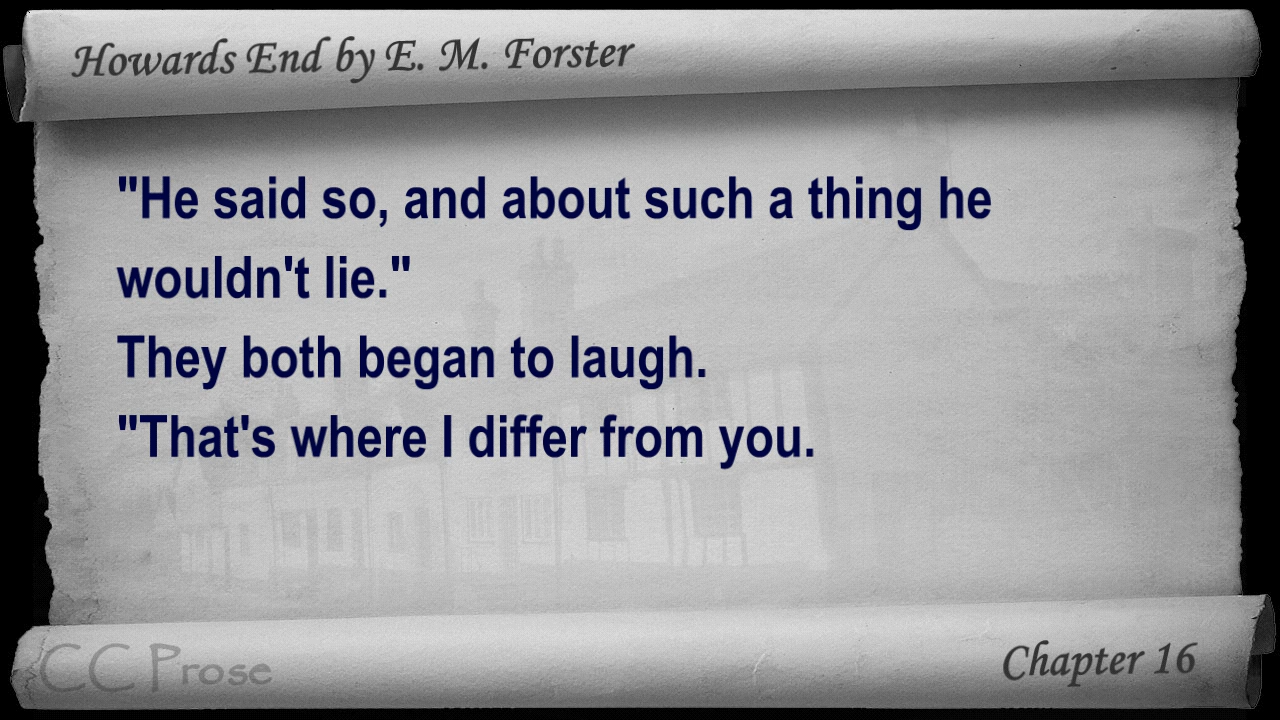 Howards End by E. M. Forster
"He said so, and about such a thing he
wouldn't lie."
They both began to laugh.
"That's where I differ from you.
CC Prose
Chapter 16